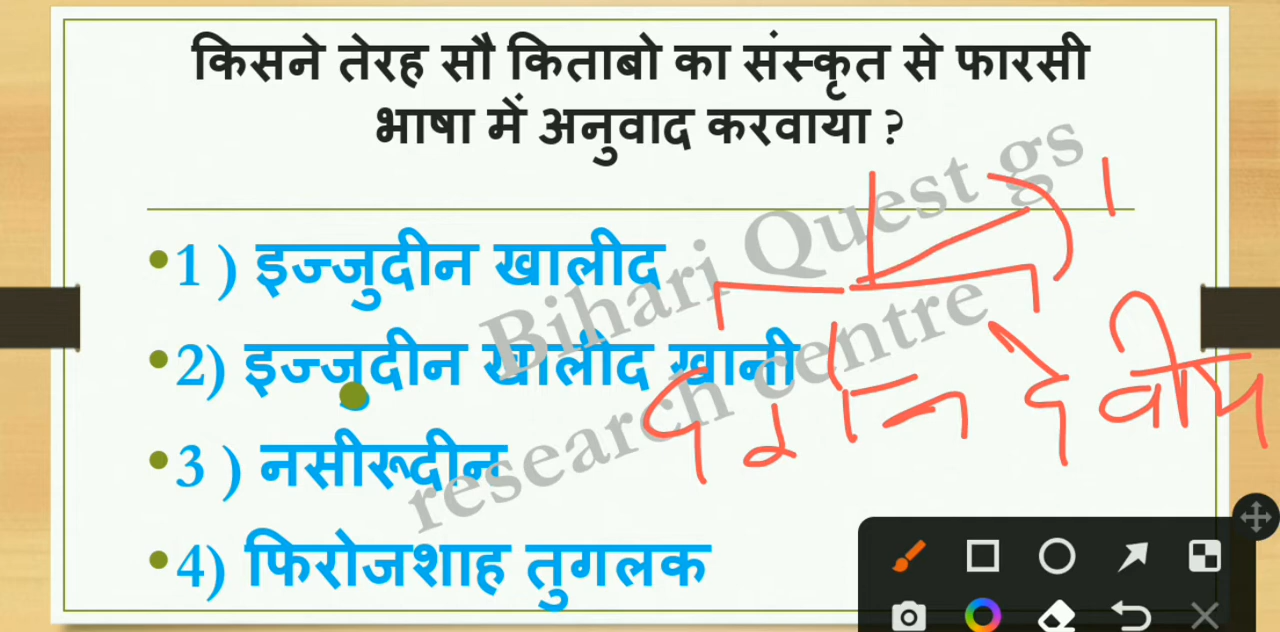 किसने तेरह सौ किताबो का संस्कृत से फारसी
भाषा में अनुवाद करवाया ?
1 ) इज्जुदीन खालीद
2) इज्जुदीन खालीद खानी
3 ) नसीरूदीन
4) फिरोजशाह तुगलक
Bihari Quest gs
research centre